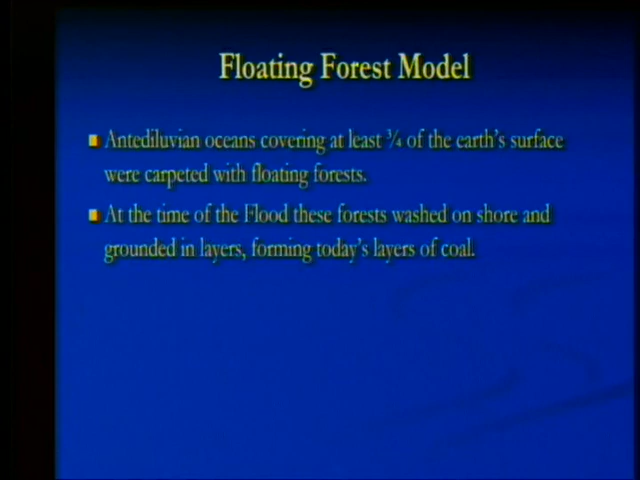 Floating Forest Model
Antediluvian oceans covering at least ¾ of the earth's surface
were carpeted with floating forests.
At the time of the Flood these forests washed on shore and
grounded in layers, forming today's layers of coal.